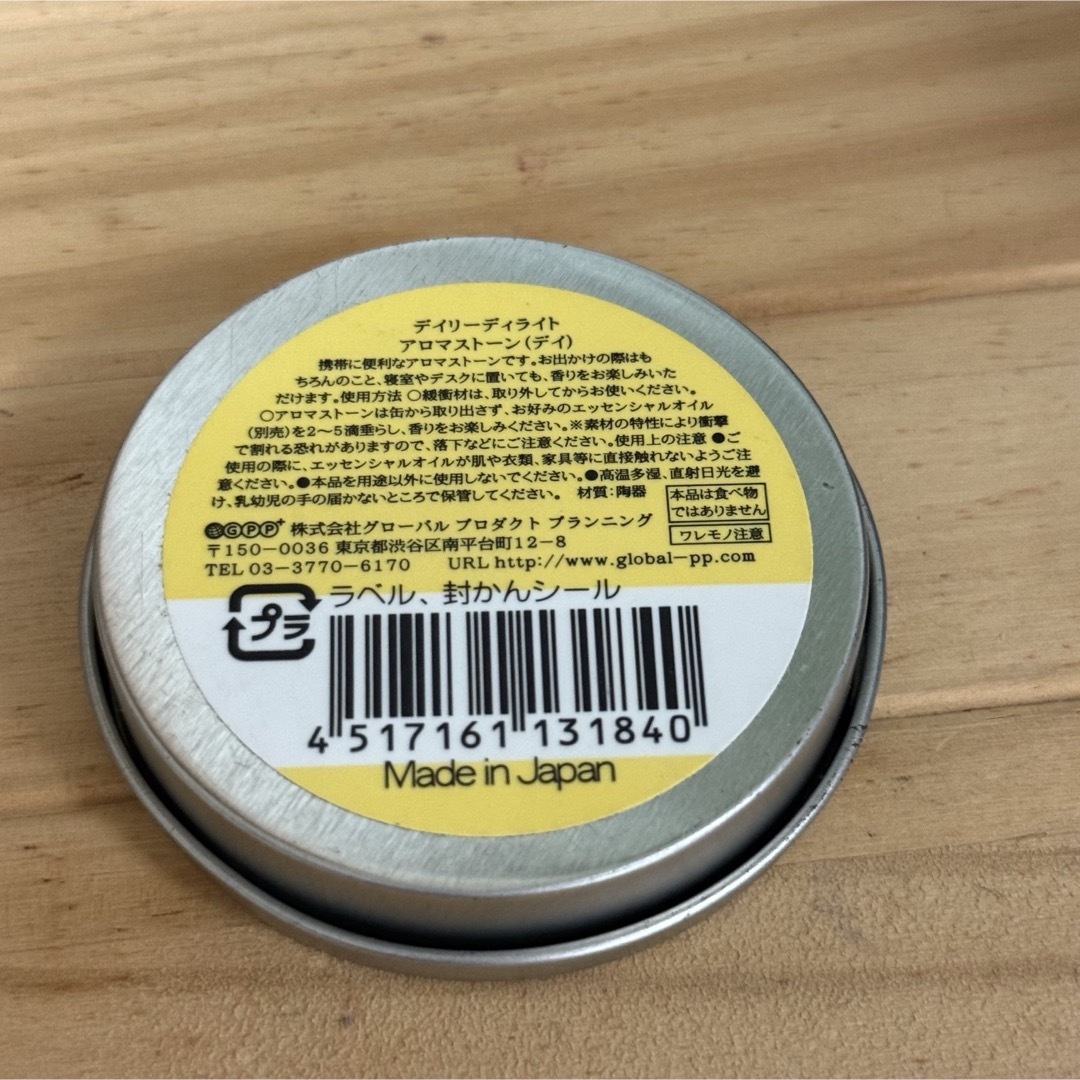 デイリーディライト
アロマストーン(デイ)
携帯に便利なアロマストーンです。お出かけの際はも
ちろんのこと、寝室やデスクに置いても、香りをお楽しみいた
だけます。使用方法 ○緩衝材は、取り外してからお使いください。
○アロマストーンは缶から取り出さず、お好みのエッセンシャルオイル
(別売)を2〜5滴垂らし、香りをお楽しみください。※素材の特性により衝撃
で割れる恐れがありますので、落下などにご注意ください。使用上の注意 ●ご
使用の際に、エッセンシャルオイルが肌や衣類、家具等に直接触れないようご注
意ください。●本品を用途以外に使用しないでください。●高温多湿、直射日光を避
け、乳幼児の手の届かないところで保管してください。 材質:陶器
本品は食べ物
ではありません
ワレモノ注意
GPP+ 株式会社グローバル プロダクト プランニング
〒150-0036 東京都渋谷区南平台町12-8
TEL 03-3770-6170 URL http://www.global-pp.com
プラ ラベル、封かんシール
4 517161 131840
Made in Japan